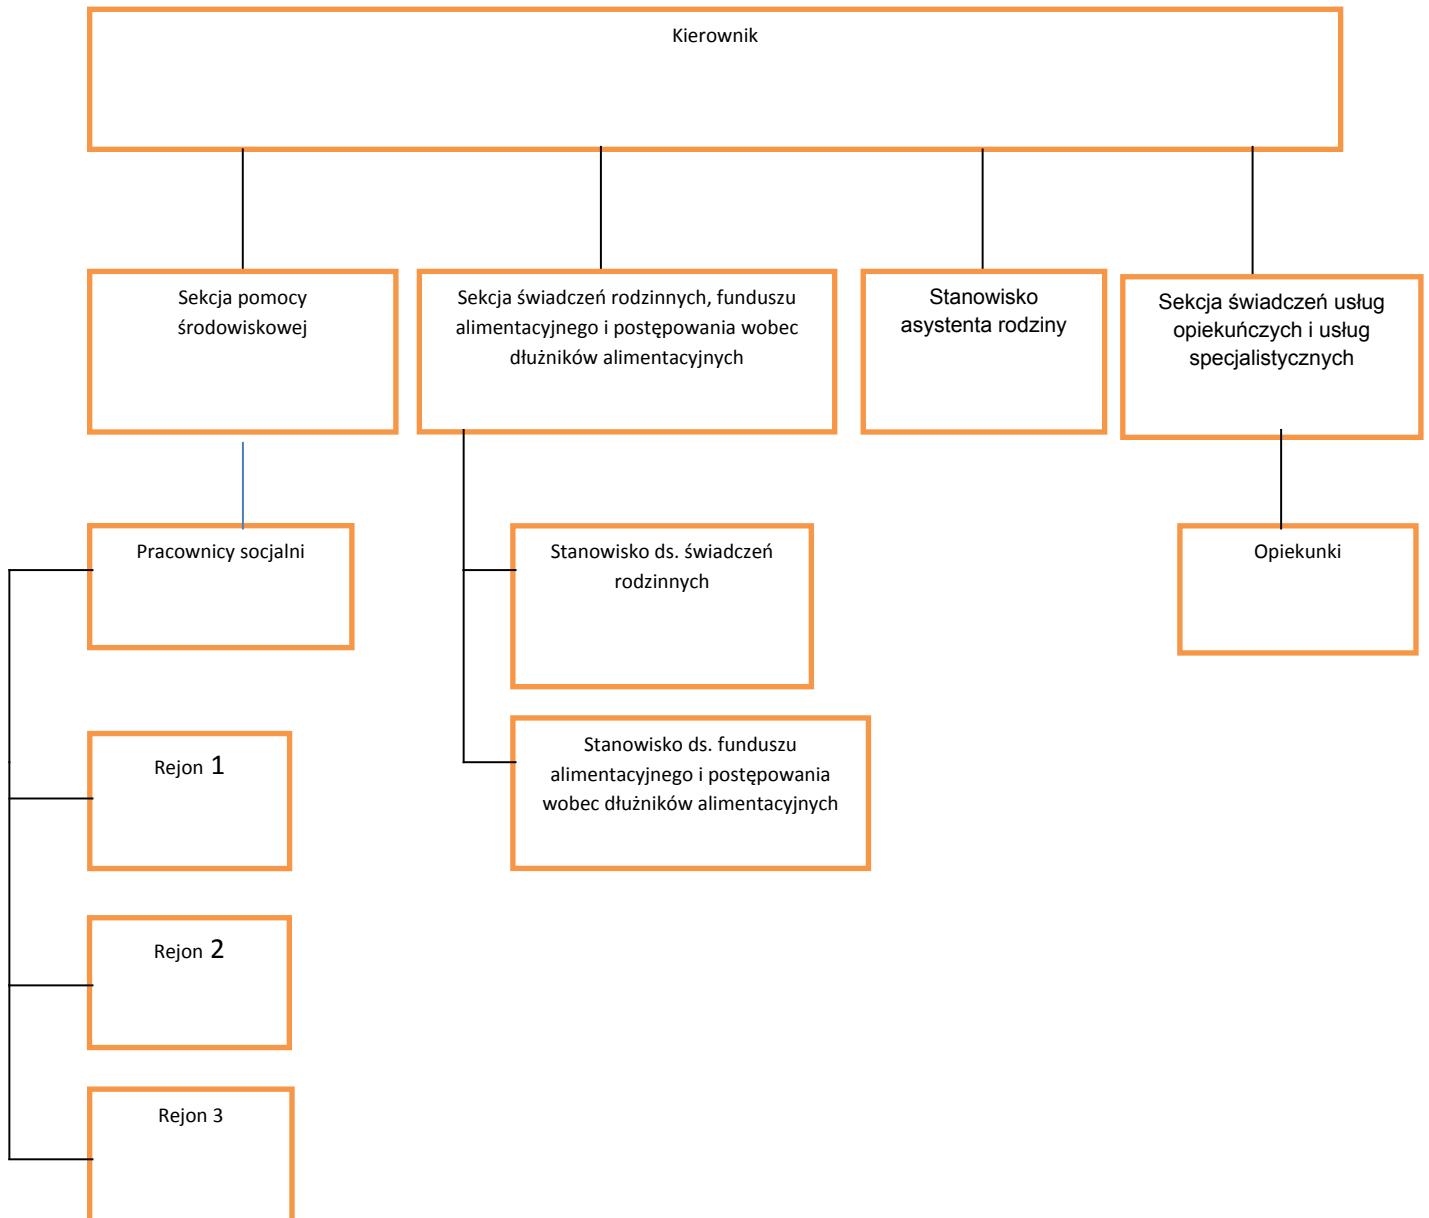 Kierownik
Sekcja pomocy
środowiskowej
Sekcja świadczeń rodzinnych, funduszu
alimentacyjnego i postępowania wobec
dłużników alimentacyjnych
Stanowisko
asystenta rodziny
Sekcja świadczeń usług
opiekuńczych i usług
specjalistycznych
Pracownicy socjalni
Stanowisko ds. świadczeń
rodzinnych
Opiekunki
Stanowisko ds. funduszu
alimentacyjnego i postępowania
wobec dłużników alimentacyjnych
Rejon 1
Rejon 2
Rejon 3